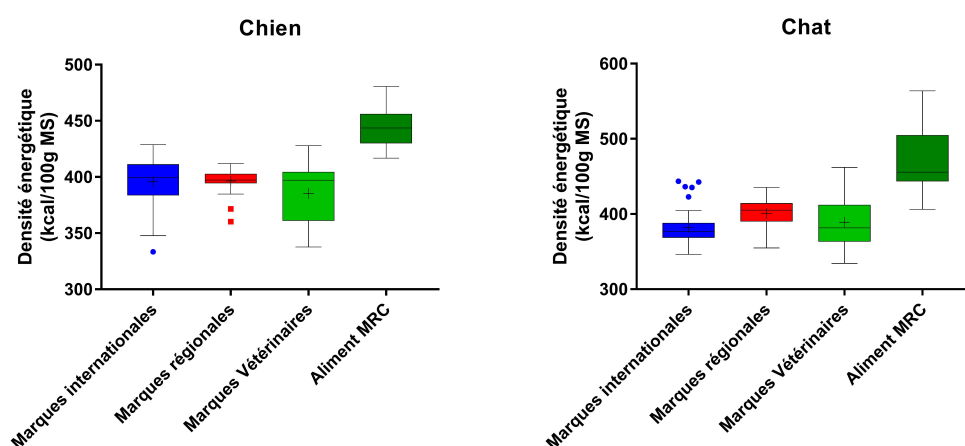 Chien
Densité énergétique
(kcal/100g MS)
500
450
400
350
300
Marques internationales
Marques régionales
Marques Vétérinaires
Aliment MRC
Chat
Densité énergétique
(kcal/100g MS)
600
500
400
300
Marques internationales
Marques régionales
Marques Vétérinaires
Aliment MRC